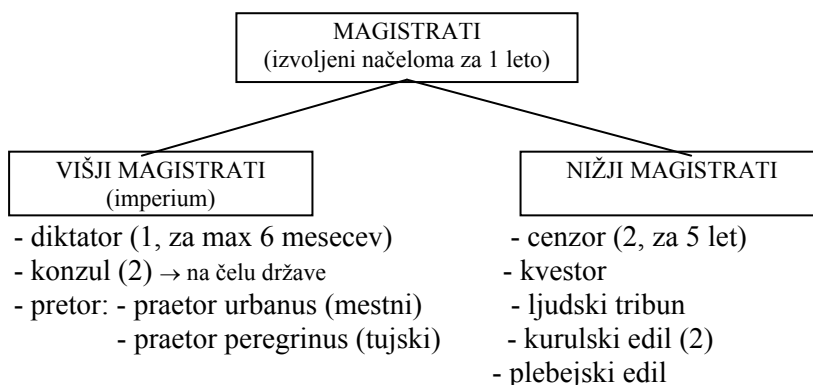 MAGISTRATI
(izvoljeni načeloma za 1 leto)
VIŠJI MAGISTRATI
(imperium)
- diktator (1, za max 6 mesecev)
- konzul (2) → na čelu države
- pretor: - praetor urbanus (mestni)
- praetor peregrinus (tujski)
NIŽJI MAGISTRATI
- cenzor (2, za 5 let)
- kvestor
- ljudski tribun
- kurulski edil (2)
- plebejski edil